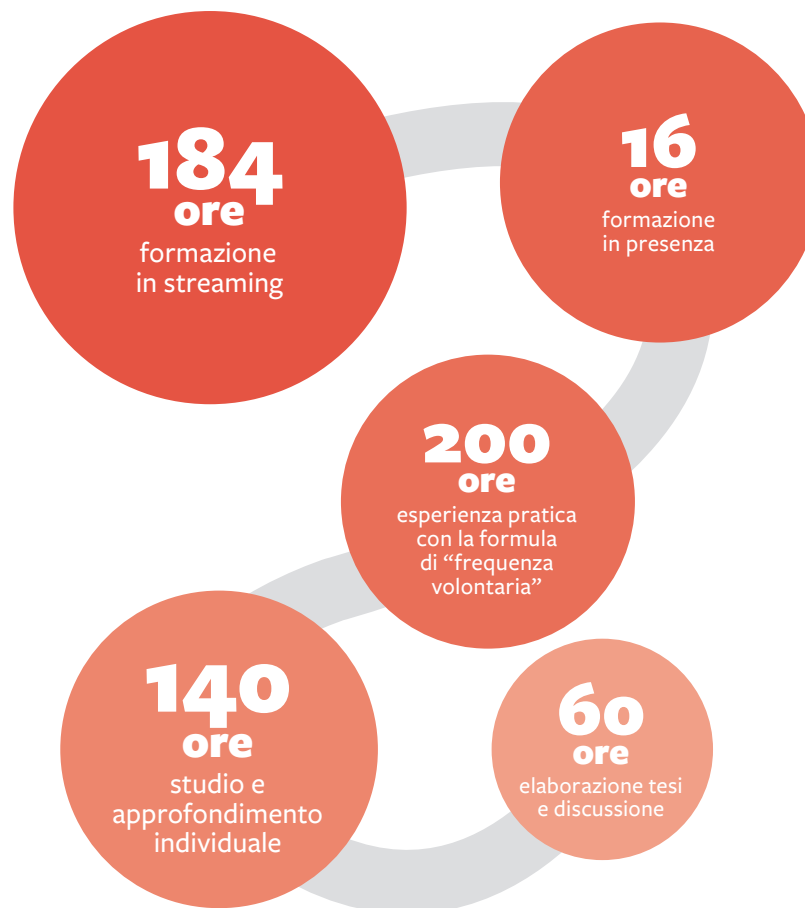 184
ore
formazione
in streaming
16
ore
formazione
in presenza
200
ore
esperienza pratica
con la formula
di “frequenza
volontaria”
140
ore
studio e
approfondimento
individuale
60
ore
elaborazione tesi
e discussione